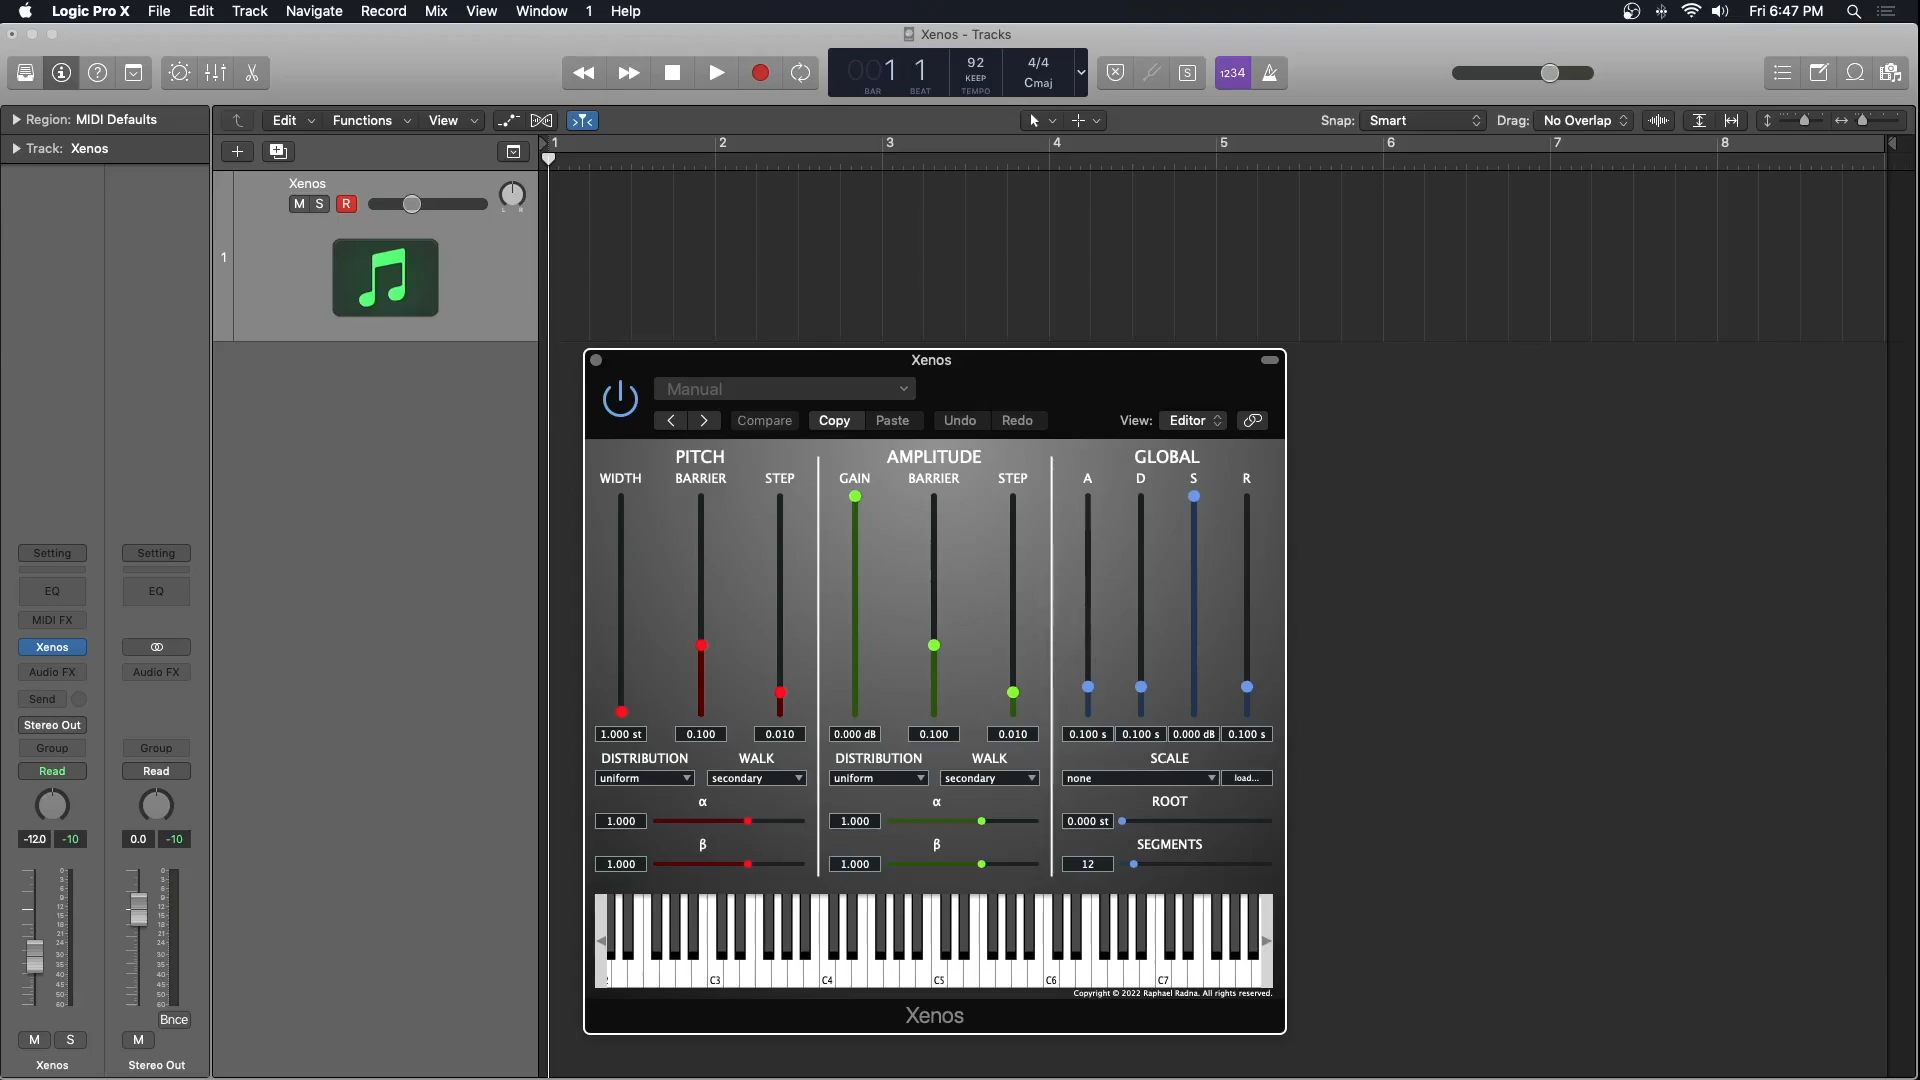 Logic Pro X File Edit Track Navigate Record Mix View Window 1 Help Fri 6:47 PM
Xenos - Tracks
001 1 92 4/4
KEEP Cmaj
BAR BEAT TEMPO
1234
Region: MIDI Defaults
Track: Xenos
Edit Functions View Snap: Smart Drag: No Overlap
1 2 3 4 5 6 7 8
Xenos
M S R
L R
1
Setting Setting
EQ EQ
MIDI FX
Xenos
Audio FX Audio FX
Send
Stereo Out
Group Group
Read Read
-12.0 -10 0.0 -10
Bnce
M S M
Xenos Stereo Out
Xenos
Manual
Compare Copy Paste Undo Redo View: Editor
PITCH AMPLITUDE GLOBAL
WIDTH BARRIER STEP GAIN BARRIER STEP A D S R
1.000 st 0.100 0.010 0.000 dB 0.100 0.010 0.100 s 0.100 s 0.000 dB 0.100 s
DISTRIBUTION WALK DISTRIBUTION WALK SCALE
uniform secondary uniform secondary none load...
α α ROOT
1.000 1.000 0.000 st
β β SEGMENTS
1.000 1.000 12
C3 C4 C5 C6 C7
Copyright © 2022 Raphael Radna. All rights reserved.
Xenos